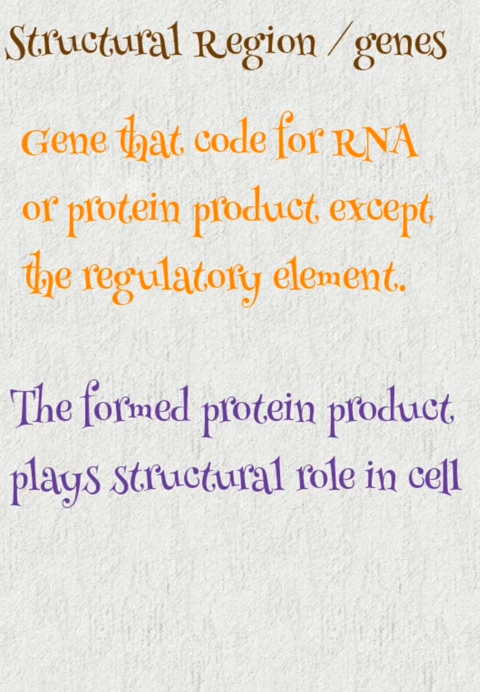 Structural Region /genes
Gene that code for RNA
or protein product except
the regulatory element.
The formed protein product
plays structural role in cell